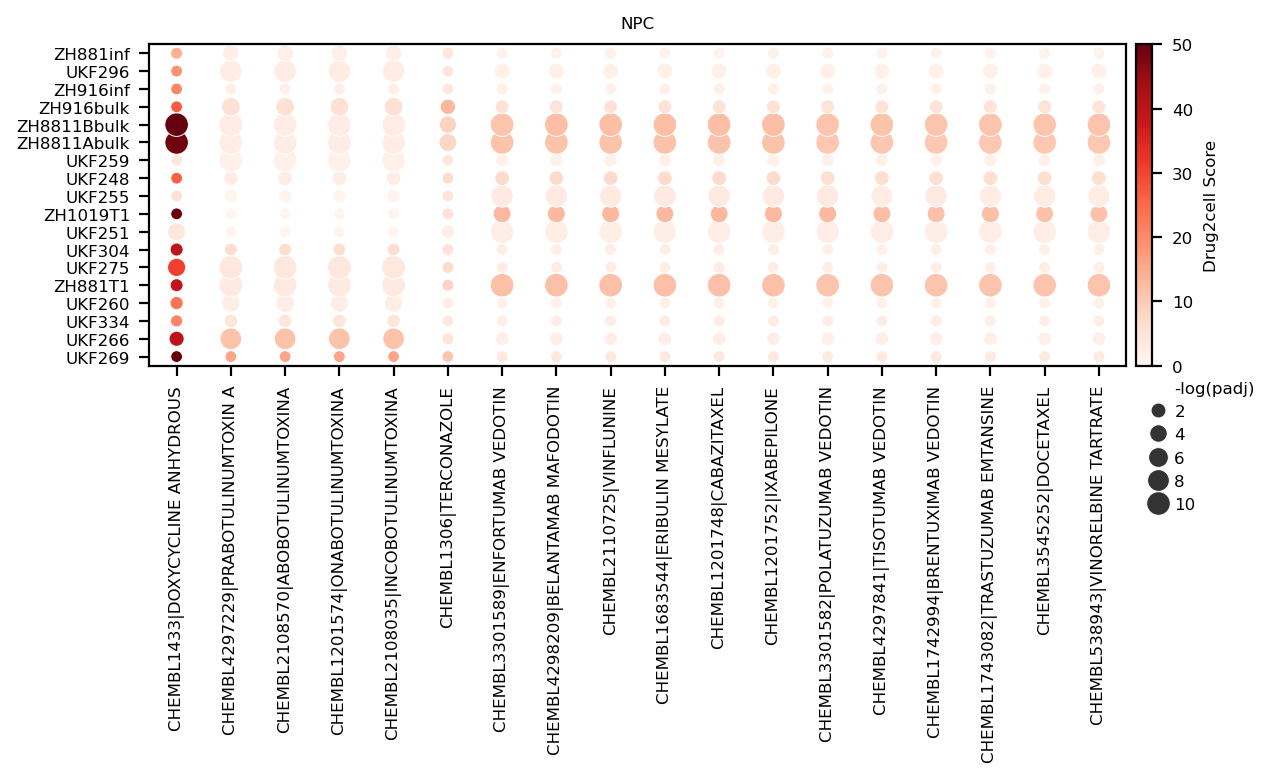 NPC
ZH881inf
UKF296
ZH916inf
ZH916bulk
ZH8811Bbulk
ZH8811Abulk
UKF259
UKF248
UKF255
ZH1019T1
UKF251
UKF304
UKF275
ZH881T1
UKF260
UKF334
UKF266
UKF269
CHEMBL1433|DOXYCYCLINE ANHYDROUS
CHEMBL4297229|PRABOTULINUMTOXIN A
CHEMBL2108570|ABOBOTULINUMTOXINA
CHEMBL1201574|ONABOTULINUMTOXINA
CHEMBL2108035|INCOBOTULINUMTOXINA
CHEMBL1306|TERCONAZOLE
CHEMBL3301589|ENFORTUMAB VEDOTIN
CHEMBL4298209|BELANTAMAB MAFODOTIN
CHEMBL2110725|VINFLUNINE
CHEMBL1683544|ERIBULIN MESYLATE
CHEMBL1201748|CABAZITAXEL
CHEMBL1201752|IXABEPILONE
CHEMBL3301582|POLATUZUMAB VEDOTIN
CHEMBL4297841|TISOTUMAB VEDOTIN
CHEMBL1742994|BRENTUXIMAB VEDOTIN
CHEMBL1743082|TRASTUZUMAB EMTANSINE
CHEMBL3545252|DOCETAXEL
CHEMBL538943|VINORELBINE TARTRATE
50
40
30
20
10
0
Drug2cell Score
-log(padj)
2
4
6
8
10